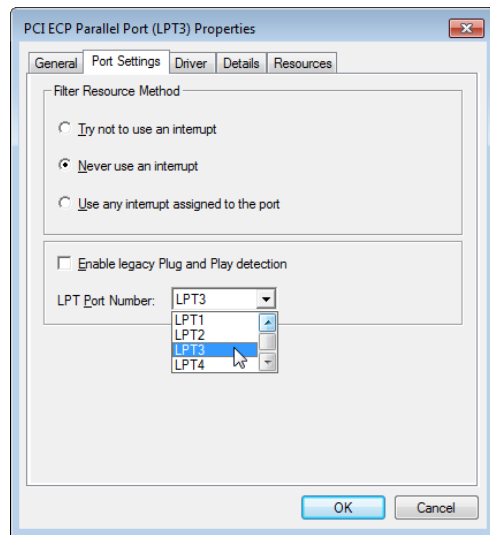 PCI ECP Parallel Port (LPT3) Properties
General Port Settings Driver Details Resources
Filter Resource Method
Try not to use an interrupt
Never use an interrupt
Use any interrupt assigned to the port
Enable legacy Plug and Play detection
LPT Port Number: LPT3
LPT1
LPT2
LPT3
LPT4
OK Cancel